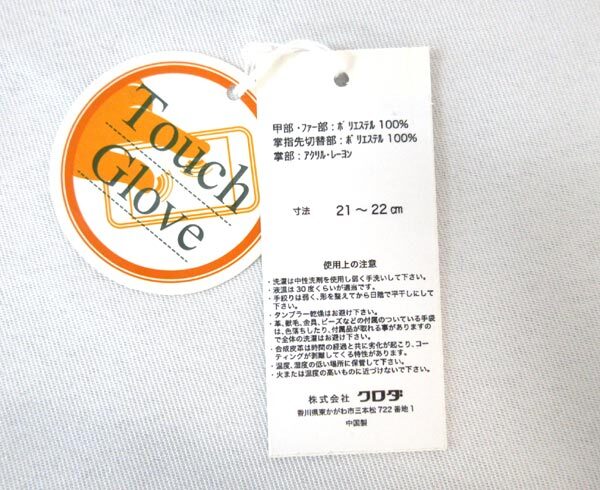 Touch
Glove
甲部・ファー部：ポリエステル 100%
掌指先切替部：ポリエステル 100%
掌部：アクリル・レーヨン
寸法 21～22㎝
使用上の注意
・洗濯は中性洗剤を使用し弱く手洗いして下さい。
・液温は30度くらいが適当です。
・手絞りは弱く、形を整えてから日陰で平干しにして
下さい。
・タンブラー乾燥はお避け下さい。
・革、獣毛、金具、ビーズなどの付属のついている手袋
は、色落ちしたり、付属品が取れる事がありますの
で全体の洗濯はお避け下さい。
・合成皮革は時間の経過と共に劣化が起こり、コー
ティングが剥離してくる特性があります。
・温度、湿度の低い場所に保管して下さい。
・火または温度の高いものに近づけないで下さい。
株式会社 クロダ
香川県東かがわ市三本松 722 番地 1
中国製